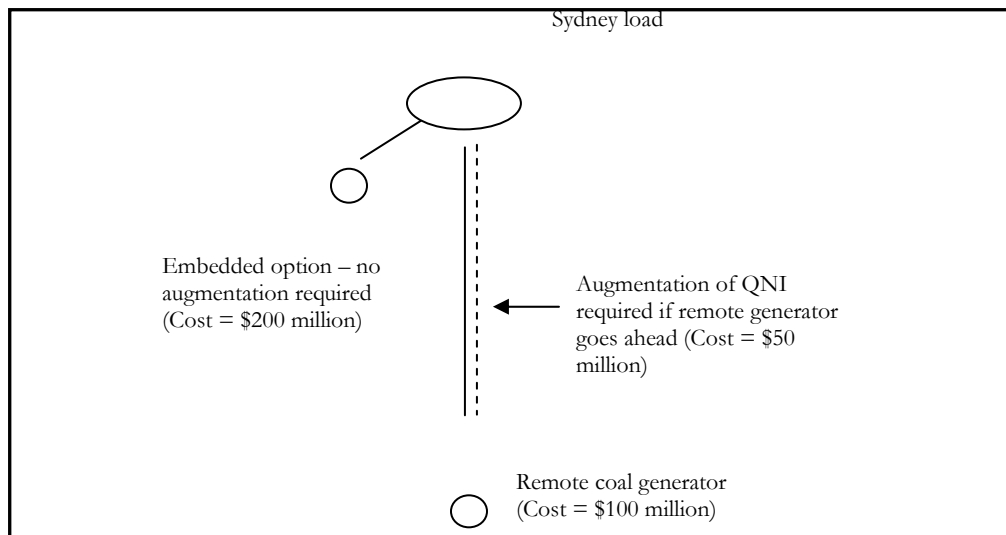 Sydney load
Embedded option – no
augmentation required
(Cost = $200 million)
Augmentation of QNI
required if remote generator
goes ahead (Cost = $50
million)
Remote coal generator
(Cost = $100 million)